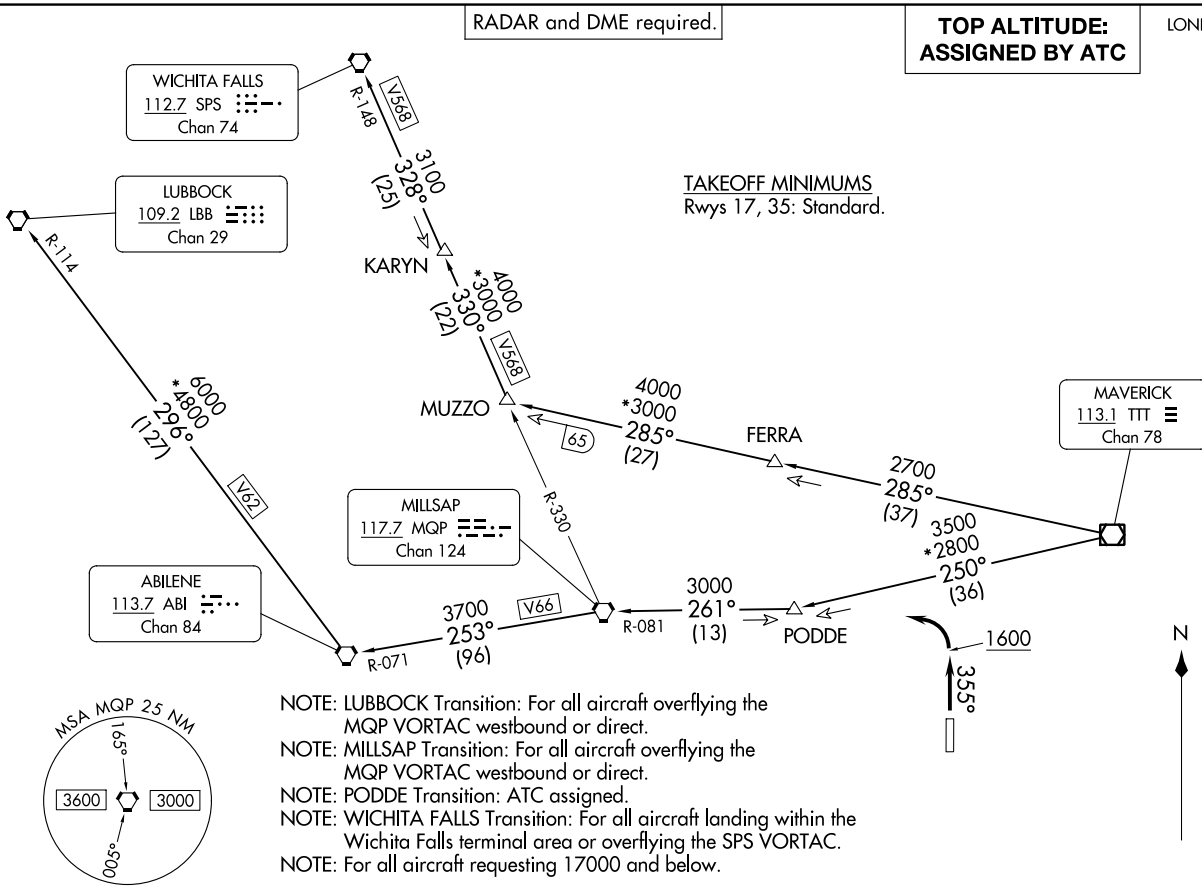 RADAR and DME required.
TOP ALTITUDE:
ASSIGNED BY ATC
WICHITA FALLS
112.7 SPS
Chan 74
R-148
V568
3100
328°
(25)
TAKEOFF MINIMUMS
Rwys 17, 35: Standard.
LUBBOCK
109.2 LBB
Chan 29
R-114
KARYN
4000
*3000
330°
(22)
V568
6000
*4800
296°
(127)
V62
MUZZO
65
4000
*3000
285°
(27)
FERRA
MAVERICK
113.1 TTT
Chan 78
2700
285°
(37)
3500
*2800
250°
(36)
R-330
MILLSAP
117.7 MQP
Chan 124
ABILENE
113.7 ABI
Chan 84
3700
253°
(96)
V66
R-071
R-081
3000
261°
(13)
PODDE
1600
355°
N
MSA MQP 25 NM
165°
3600
3000
005°
NOTE: LUBBOCK Transition: For all aircraft overflying the
MQP VORTAC westbound or direct.
NOTE: MILLSAP Transition: For all aircraft overflying the
MQP VORTAC westbound or direct.
NOTE: PODDE Transition: ATC assigned.
NOTE: WICHITA FALLS Transition: For all aircraft landing within the
Wichita Falls terminal area or overflying the SPS VORTAC.
NOTE: For all aircraft requesting 17000 and below.